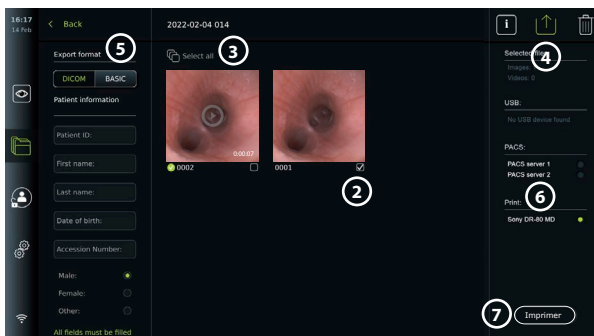 16:17
14 Feb
Back
2022-02-04 014
i
Export format
5
DICOM
BASIC
Patient information
Patient ID:
First name:
Last name:
Date of birth:
Accession Number:
Male:
Female:
Other:
All fields must be filled
Select all
3
0:00:07
0002
0001
2
Selected files:
4
Images:
Videos: 0
USB:
No USB device found
PACS:
PACS server 1
PACS server 2
Print:
6
Sony DR-80 MD
7
Imprimer